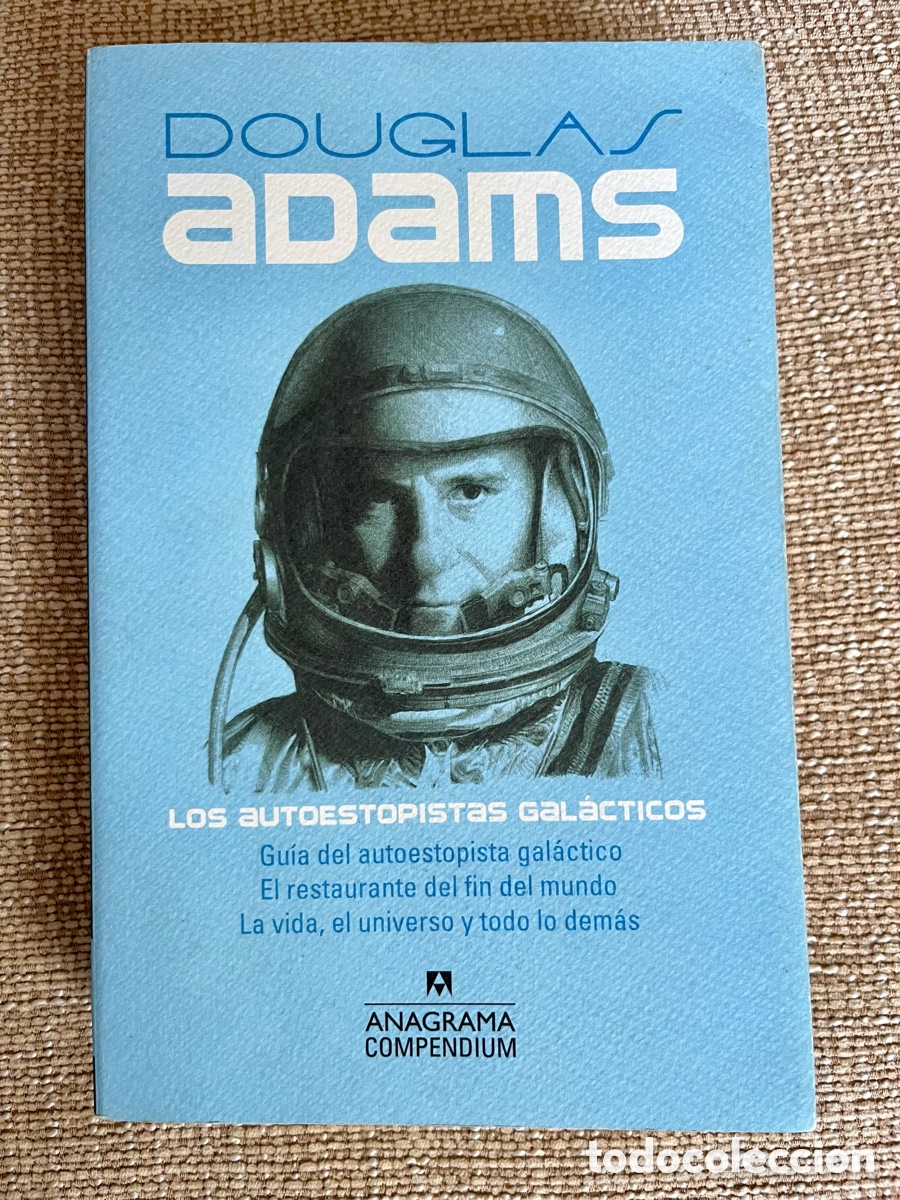 DOUGLAS
ADAMS
LOS AUTOESTOPISTAS GALÁCTICOS
Guía del autoestopista galáctico
El restaurante del fin del mundo
La vida, el universo y todo lo demás
ANAGRAMA
COMPENDIUM
todocoleccion